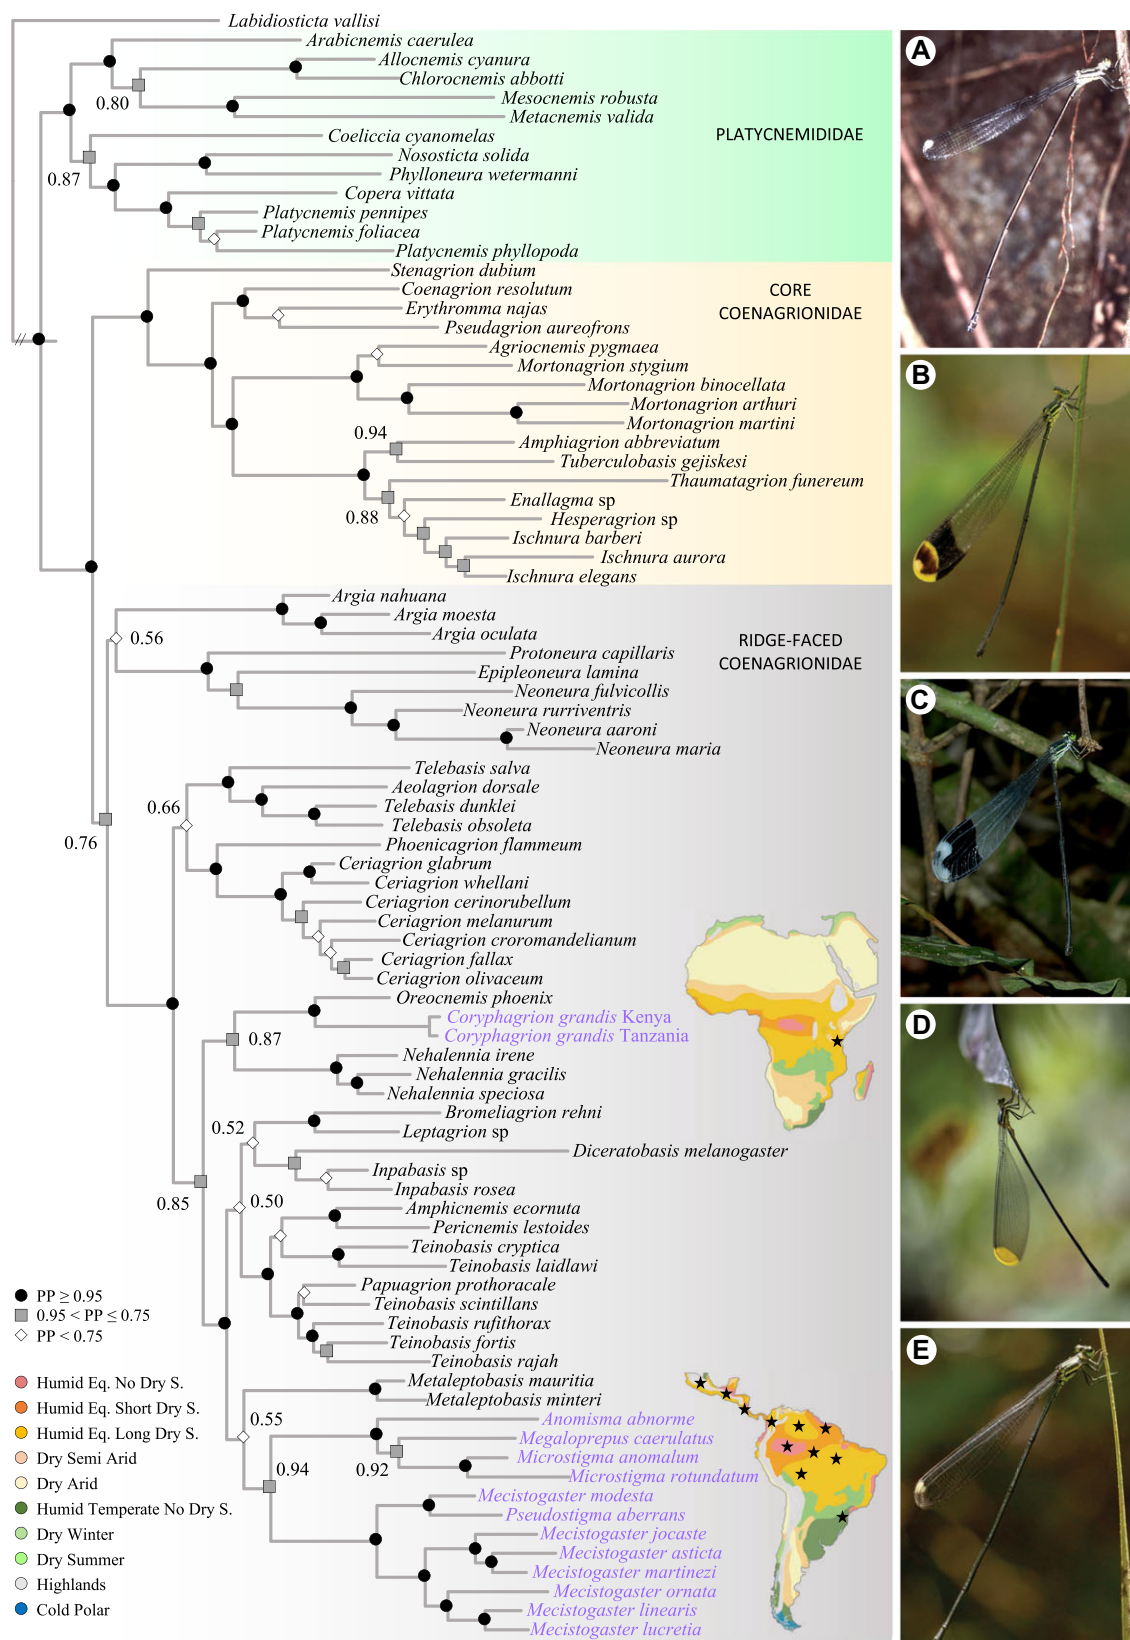 Labidiosticta vallisi
Arabicnemis caerulea
Allocnemis cyanura
Chlorocnemis abbotti
0.80
Mesocnemis robusta
Metacnemis valida
PLATYCNEMIDIDAE
Coeliccia cyanomelas
Nososticta solida
0.87
Phylloneura wetermanni
Copera vittata
Platycnemis pennipes
Platycnemis foliacea
Platycnemis phyllopoda
Stenagrion dubium
Coenagrion resolutum
CORE
COENAGRIONIDAE
Erythromma najas
Pseudagrion aureofrons
Agriocnemis pygmaea
Mortonagrion stygium
Mortonagrion binocellata
Mortonagrion arthuri
Mortonagrion martini
0.94
Amphiagrion abbreviatum
Tuberculobasis gejiskesi
Thaumatagrion funereum
Enallagma sp
0.88
Hesperagrion sp
Ischnura barberi
Ischnura aurora
Ischnura elegans
Argia nahuana
Argia moesta
0.56
Argia oculata
RIDGE-FACED
COENAGRIONIDAE
Protoneura capillaris
Epipleoneura lamina
Neoneura fulvicollis
Neoneura rurriventris
Neoneura aaroni
Neoneura maria
Telebasis salva
Aeolagrion dorsale
0.66
Telebasis dunklei
Telebasis obsoleta
0.76
Phoenicagrion flammeum
Ceriagrion glabrum
Ceriagrion whellani
Ceriagrion cerinorubellum
Ceriagrion melanurum
Ceriagrion croromandelianum
Ceriagrion fallax
Ceriagrion olivaceum
Oreocnemis phoenix
Coryphagrion grandis Kenya
Coryphagrion grandis Tanzania
0.87
Nehalennia irene
Nehalennia gracilis
Nehalennia speciosa
Bromeliagrion rehni
0.52
Leptagrion sp
Diceratobasis melanogaster
Inpabasis sp
Inpabasis rosea
0.85
0.50
Amphicnemis ecornuta
Pericnemis lestoides
Teinobasis cryptica
Teinobasis laidlawi
Papuagrion prothoracale
Teinobasis scintillans
Teinobasis rufithorax
Teinobasis fortis
Teinobasis rajah
Metaleptobasis mauritia
Metaleptobasis minteri
0.55
Anomisma abnorme
Megaloprepus caerulatus
Microstigma anomalum
0.94
0.92
Microstigma rotundatum
Mecistogaster modesta
Pseudostigma aberrans
Mecistogaster jocaste
Mecistogaster asticta
Mecistogaster martinezi
Mecistogaster ornata
Mecistogaster linearis
Mecistogaster lucretia
PP ≥ 0.95
0.95 < PP ≤ 0.75
PP < 0.75
Humid Eq. No Dry S.
Humid Eq. Short Dry S.
Humid Eq. Long Dry S.
Dry Semi Arid
Dry Arid
Humid Temperate No Dry S.
Dry Winter
Dry Summer
Highlands
Cold Polar
A
B
C
D
E